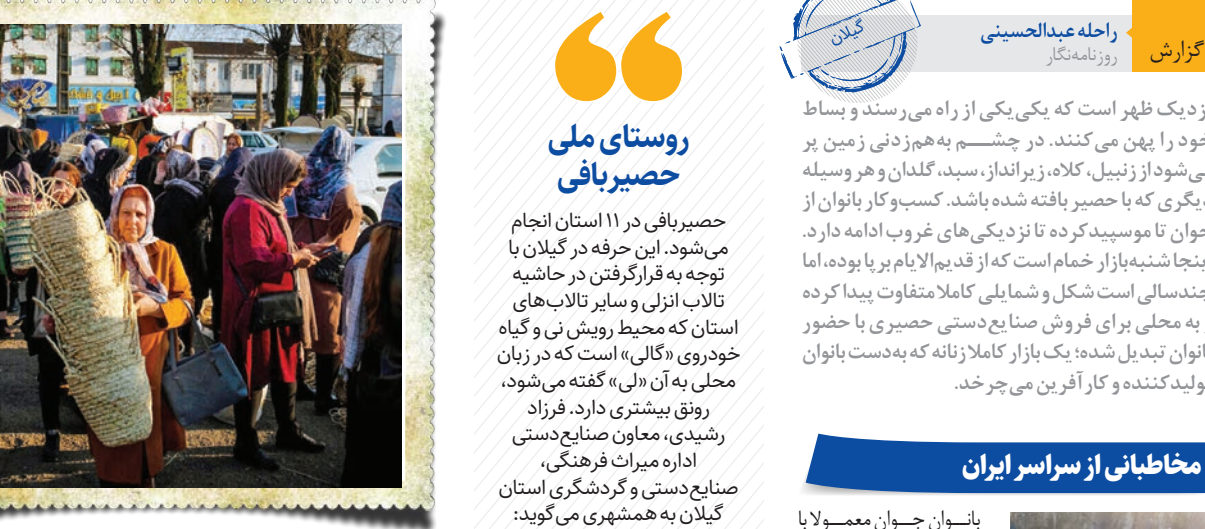 گزارش
راحله عبدالحسینی
روزنامه‌نگار
گیلان
نزدیک ظهر است که یکی‌یکی از راه می‌رسند و بساط
خود را پهن می‌کنند. در چشم به‌هم‌زدنی زمین پر
می‌شود از زنبیل، کلاه، زیرانداز، سبد، گلدان و هر وسیله
دیگری که با حصیر بافته شده باشد. کسب‌وکار بانوان از
جوان تا موسپیدکرده تا نزدیکی‌های غروب ادامه دارد.
اینجا شنبه‌بازار خمام است که از قدیم‌الایام برپا بوده، اما
چندسالی است شکل و شمایلی کاملا متفاوت پیدا کرده
و به محلی برای فروش صنایع‌دستی حصیری با حضور
بانوان تبدیل شده؛ یک بازار کاملا زنانه که به‌دست بانوان
تولیدکننده و کارآفرین می‌چرخد.
مخاطبانی از سراسر ایران
بانوان جوان معمولا با
روستای ملی
حصیربافی
حصیربافی در ۱۱ استان انجام
می‌شود. این حرفه در گیلان با
توجه به قرارگرفتن در حاشیه
تالاب انزلی و سایر تالاب‌های
استان که محیط رویش نی و گیاه
خودروی «گالی» است که در زبان
محلی به آن «لی» گفته می‌شود،
رونق بیشتری دارد. فرزاد
رشیدی، معاون صنایع‌دستی
اداره میراث فرهنگی،
صنایع‌دستی و گردشگری استان
گیلان به همشهری می‌گوید: